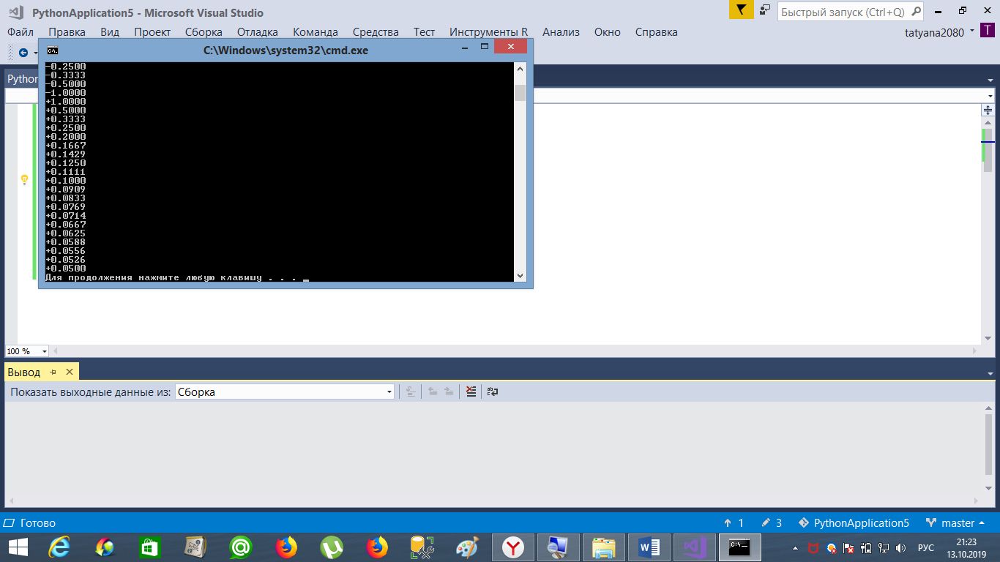 PythonApplication5 - Microsoft Visual Studio
Быстрый запуск (Ctrl+Q)
Файл Правка Вид Проект Сборка Отладка Команда Средства Тест Инструменты R Анализ Окно Справка
tatyana2080
T
C:\Windows\system32\cmd.exe
Python
-0.2500
-0.3333
-0.5000
-1.0000
+1.0000
+0.5000
+0.3333
+0.2500
+0.2000
+0.1667
+0.1429
+0.1250
+0.1111
+0.1000
+0.0909
+0.0833
+0.0769
+0.0714
+0.0667
+0.0625
+0.0588
+0.0556
+0.0526
+0.0500
Для продолжения нажмите любую клавишу . . .
100 %
Вывод
Показать выходные данные из: Сборка
Готово
1 3 PythonApplication5 master
РУС
21:23
13.10.2019